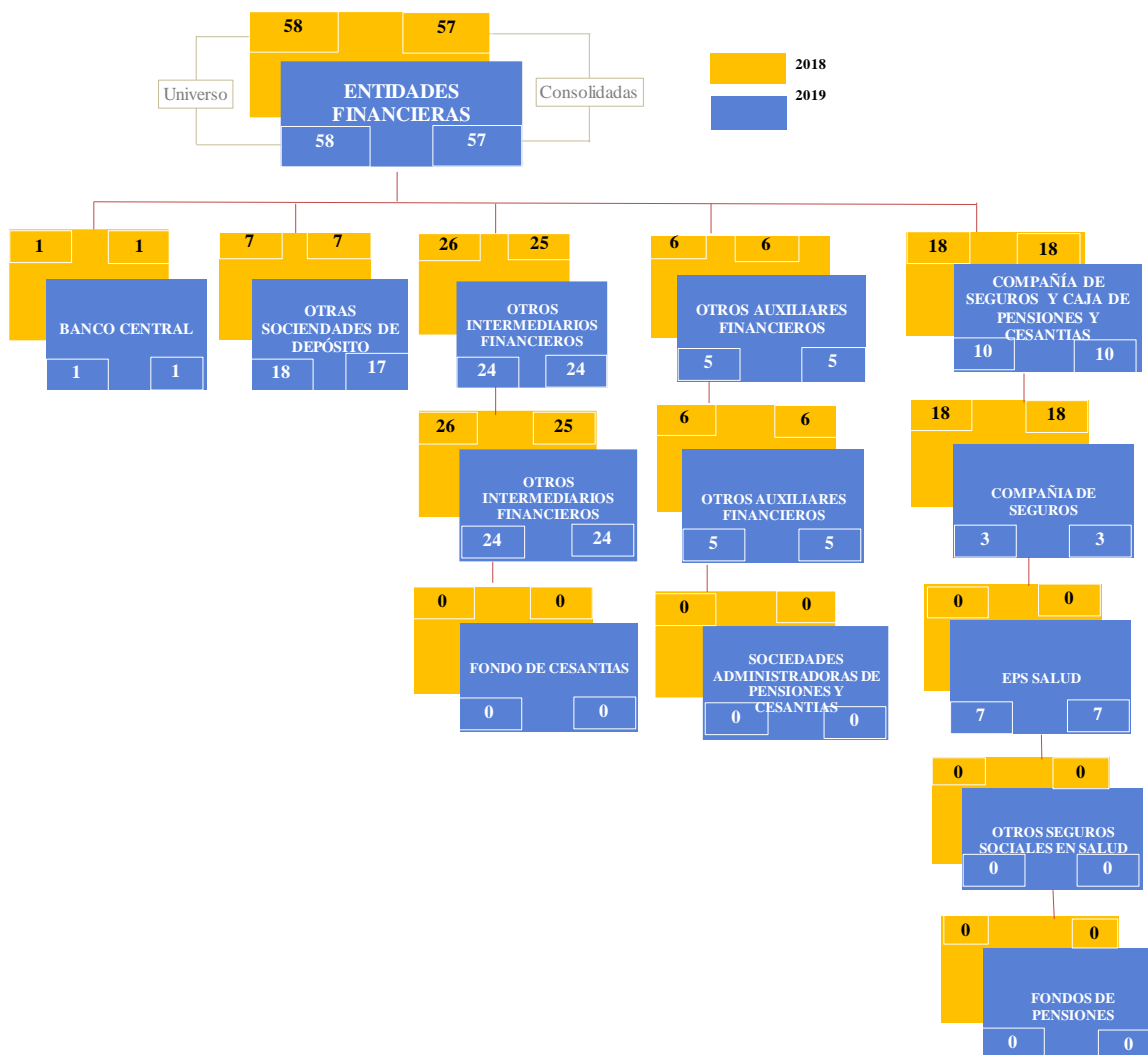 58 57
2018
2019
ENTIDADES
FINANCIERAS
Universo
Consolidadas
58 57
1 1
7 7
26 25
6 6
18 18
BANCO CENTRAL
1 1
OTRAS
SOCIENDADES DE
DEPÓSITO
18 17
OTROS
INTERMEDIARIOS
FINANCIEROS
24 24
OTROS AUXILIARES
FINANCIEROS
5 5
COMPAÑÍA DE
SEGUROS Y CAJA DE
PENSIONES Y
CESANTIAS
10 10
26 25
6 6
18 18
OTROS
INTERMEDIARIOS
FINANCIEROS
24 24
OTROS AUXILIARES
FINANCIEROS
5 5
COMPAÑIA DE
SEGUROS
3 3
0 0
0 0
0 0
FONDO DE CESANTIAS
0 0
SOCIEDADES
ADMINISTRADORAS DE
PENSIONES Y
CESANTIAS
0 0
EPS SALUD
7 7
0 0
OTROS SEGUROS
SOCIALES EN SALUD
0 0
0 0
FONDOS DE
PENSIONES
0 0